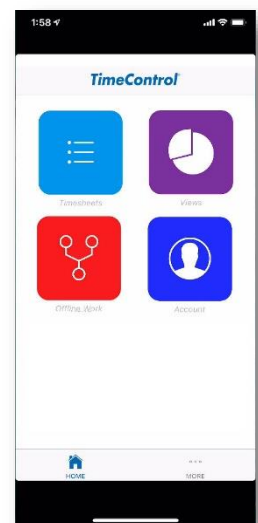 1:58
TimeControl
Timesheets
Views
Offline Work
Account
HOME
MORE